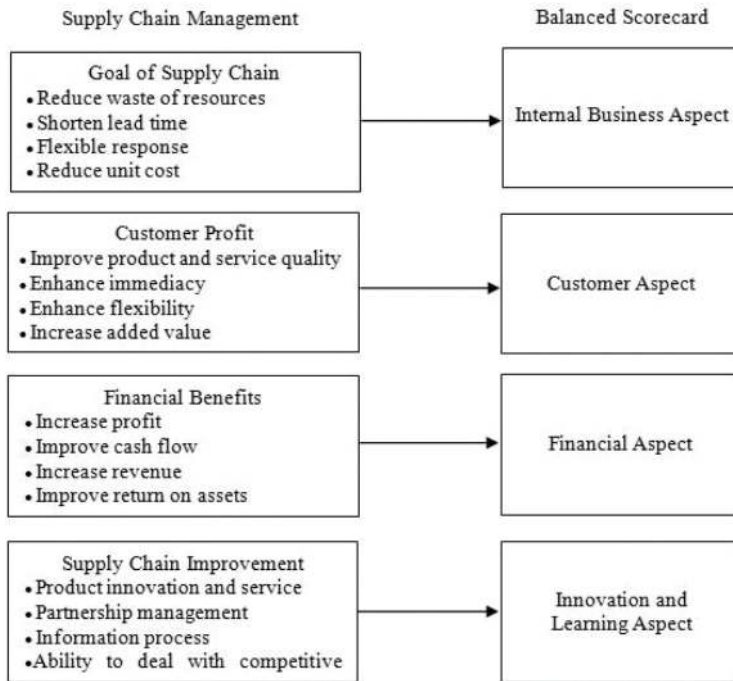 Supply Chain Management
Balanced Scorecard
Goal of Supply Chain
• Reduce waste of resources
• Shorten lead time
• Flexible response
• Reduce unit cost
Internal Business Aspect
Customer Profit
• Improve product and service quality
• Enhance immediacy
• Enhance flexibility
• Increase added value
Customer Aspect
Financial Benefits
• Increase profit
• Improve cash flow
• Increase revenue
• Improve return on assets
Financial Aspect
Supply Chain Improvement
• Product innovation and service
• Partnership management
• Information process
• Ability to deal with competitive
Innovation and
Learning Aspect